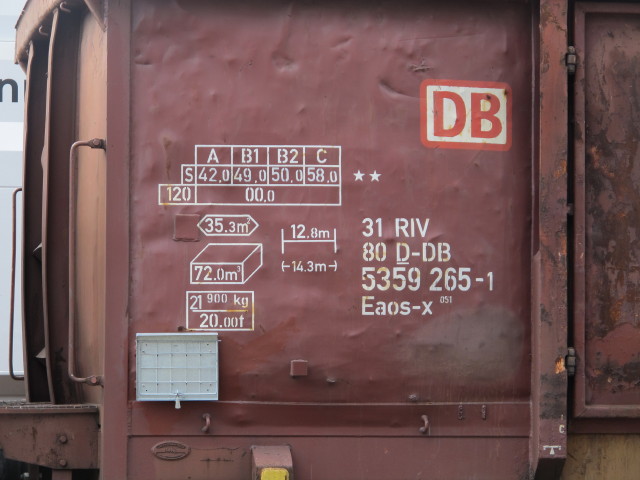 DB
A B1 B2 C
S 42,0 49,0 50,0 58,0 ★★
120 00,0
35.3m²
12.8m
72.0m³
(-14.3m-)
21 900 kg
20.00t
31 RIV
80 D-DB
5359 265-1
Eaos-x 051